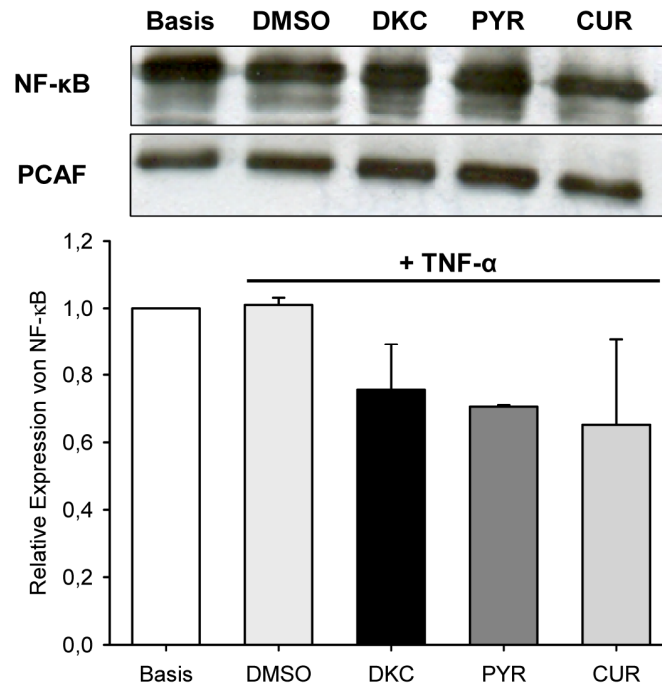 Basis DMSO DKC PYR CUR
NF-κB
PCAF
1,2
+ TNF-α
1,0
0,8
0,6
0,4
0,2
0,0
Relative Expression von NF-κB
Basis DMSO DKC PYR CUR